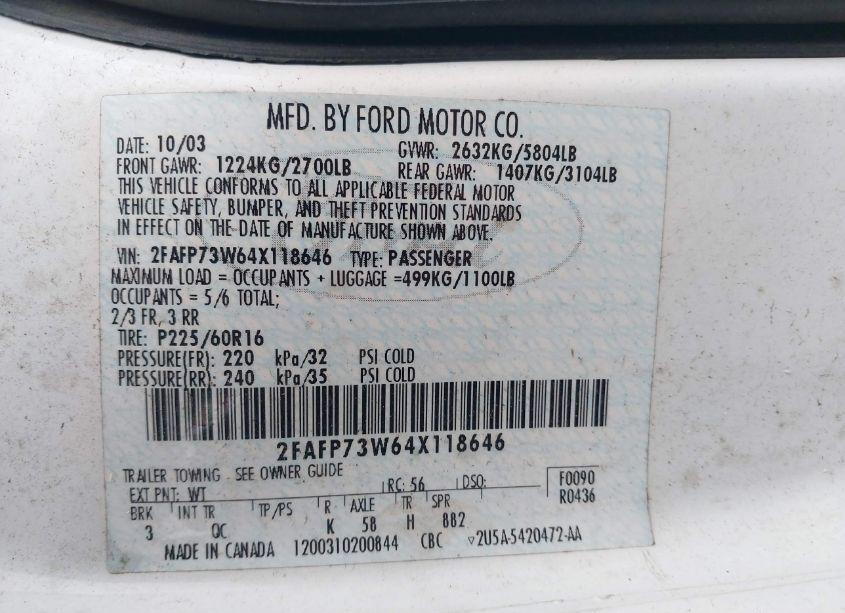 MFD. BY FORD MOTOR CO.
DATE: 10/03 GVWR: 2632KG/5804LB
FRONT GAWR: 1224KG/2700LB REAR GAWR: 1407KG/3104LB
THIS VEHICLE CONFORMS TO ALL APPLICABLE FEDERAL MOTOR
VEHICLE SAFETY, BUMPER, AND THEFT PREVENTION STANDARDS
IN EFFECT ON THE DATE OF MANUFACTURE SHOWN ABOVE.
VIN: 2FAFP73W64X118646 TYPE: PASSENGER
MAXIMUM LOAD = OCCUPANTS + LUGGAGE =499KG/1100LB
OCCUPANTS = 5/6 TOTAL;
2/3 FR, 3 RR
TIRE: P225/60R16
PRESSURE(FR): 220 kPa/32 PSI COLD
PRESSURE(RR): 240 kPa/35 PSI COLD
2FAFP73W64X118646
TRAILER TOWING - SEE OWNER GUIDE
EXT PNT: WT RC: 56 DSO: F0090
R0436
BRK INT TR TP/PS R AXLE TR SPR
3 OC K 58 H 882
MADE IN CANADA 1200310200844 CBC ▽2U5A-5420472-AA